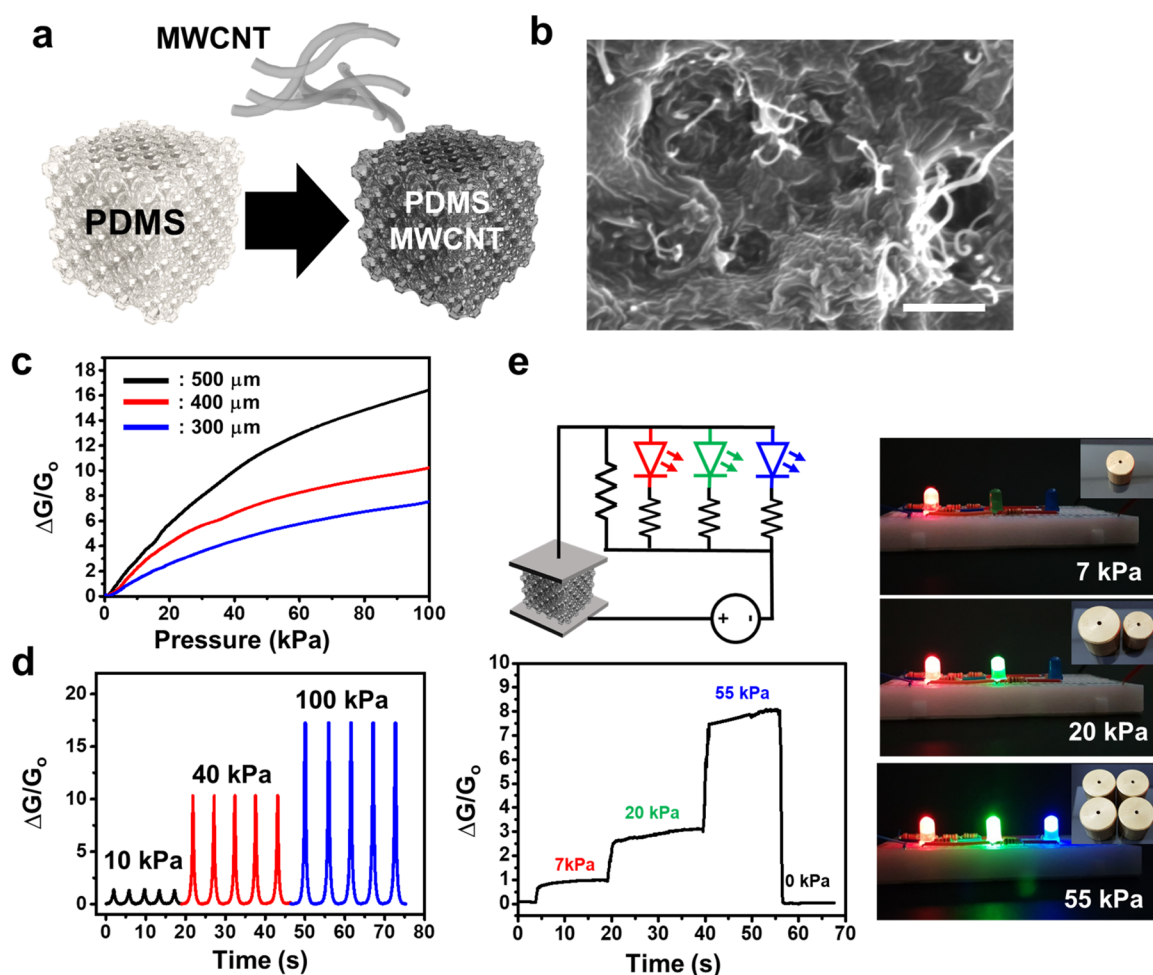 a
MWCNT
PDMS
PDMS
MWCNT
b
c
18
16
14
12
10
8
6
4
2
0
ΔG/Go
: 500 μm
: 400 μm
: 300 μm
0 20 40 60 80 100
Pressure (kPa)
d
20
15
10
5
0
ΔG/Go
10 kPa
40 kPa
100 kPa
0 10 20 30 40 50 60 70 80
Time (s)
e
+ -
10
9
8
7
6
5
4
3
2
1
0
ΔG/Go
7kPa
20 kPa
55 kPa
0 kPa
0 10 20 30 40 50 60 70
Time (s)
7 kPa
20 kPa
55 kPa